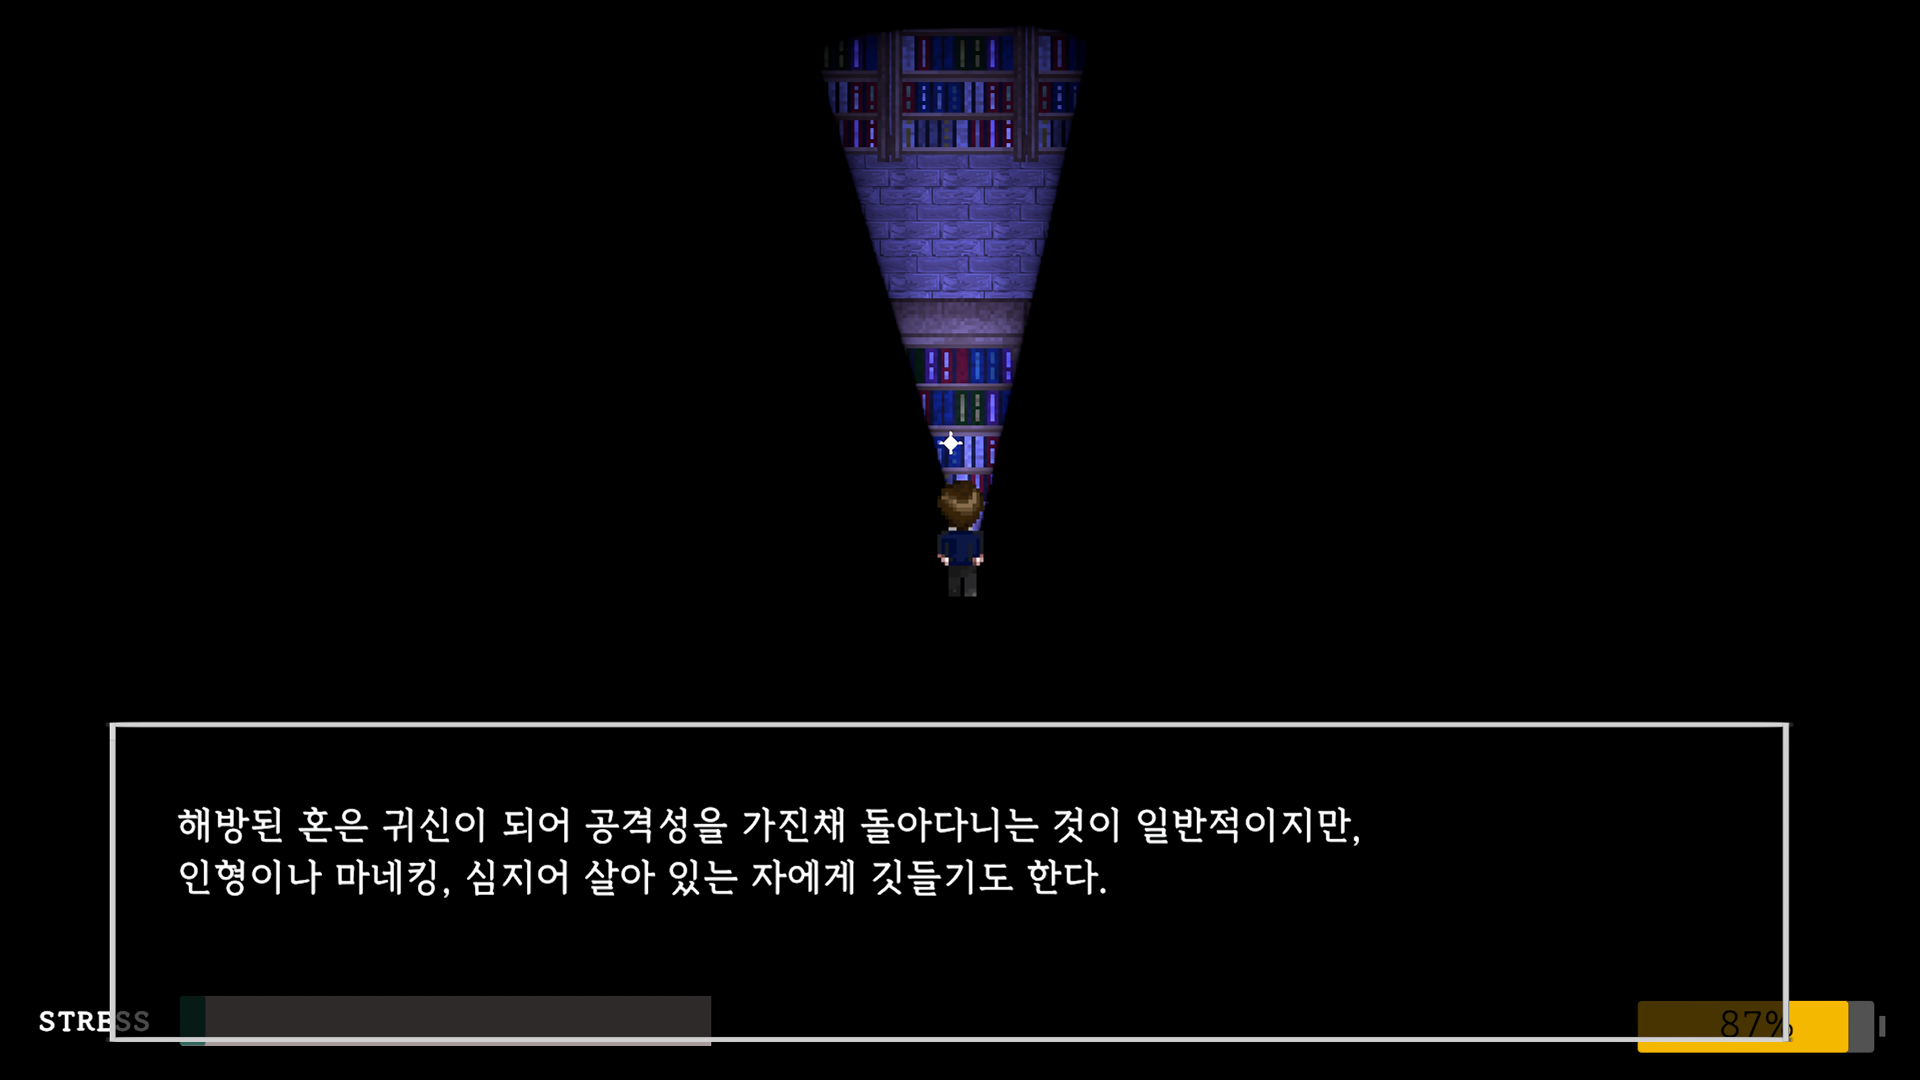 해방된 혼은 귀신이 되어 공격성을 가진채 돌아다니는 것이 일반적이지만,
인형이나 마네킹, 심지어 살아 있는 자에게 깃들기도 한다.
STRESS
87%